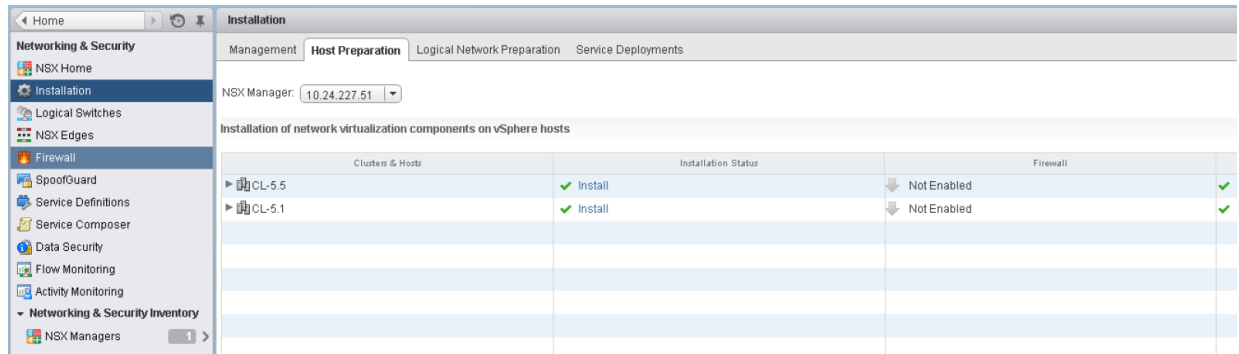 Home
Networking & Security
NSX Home
Installation
Logical Switches
NSX Edges
Firewall
SpoofGuard
Service Definitions
Service Composer
Data Security
Flow Monitoring
Activity Monitoring
Networking & Security Inventory
NSX Managers 1
Installation
Management Host Preparation Logical Network Preparation Service Deployments
NSX Manager: 10.24.227.51
Installation of network virtualization components on vSphere hosts
Clusters & Hosts Installation Status Firewall
CL-5.5 Install Not Enabled
CL-5.1 Install Not Enabled